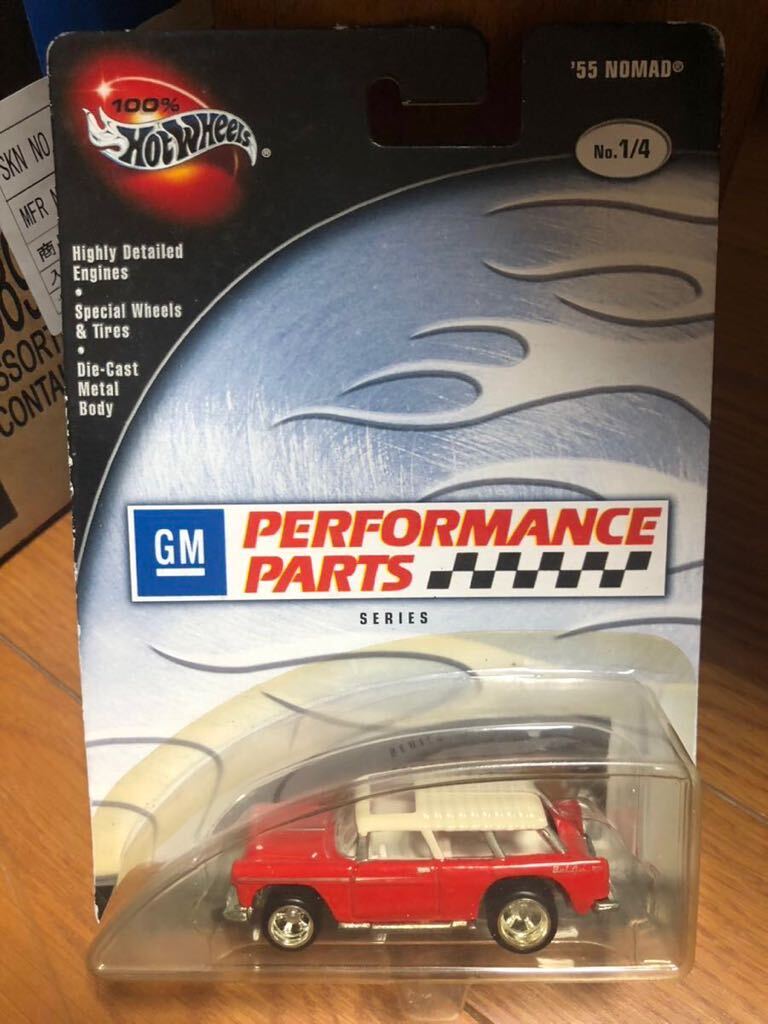 100%
HOT WHEELS®
'55 NOMAD®
No.1/4
Highly Detailed
Engines
•
Special Wheels
& Tires
•
Die-Cast
Metal
Body
GM
PERFORMANCE
PARTS
SERIES
SKN NO
MFR N
商
CONTA